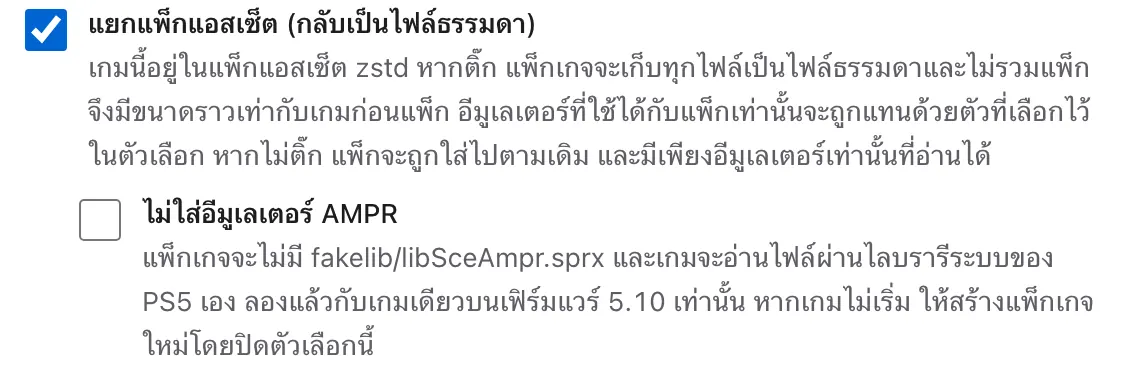 แยกแพ็กแอสเซ็ต (กลับเป็นไฟล์ธรรมดา)
เกมนี้อยู่ในแพ็กแอสเซ็ต zstd หากติ๊ก แพ็กเกจจะเก็บทุกไฟล์เป็นไฟล์ธรรมดาและไม่รวมแพ็ก
จึงมีขนาดราวเท่ากับเกมก่อนแพ็ก อีมูเลเตอร์ที่ใช้ได้กับแพ็กเท่านั้นจะถูกแทนด้วยตัวที่เลือกไว้
ในตัวเลือก หากไม่ติ๊ก แพ็กจะถูกใส่ไปตามเดิม และมีเพียงอีมูเลเตอร์เท่านั้นที่อ่านได้
ไม่ใส่อีมูเลเตอร์ AMPR
แพ็กเกจจะไม่มี fakelib/libSceAmpr.sprx และเกมจะอ่านไฟล์ผ่านไลบรารีระบบของ
PS5 เอง ลองแล้วกับเกมเดียวบนเฟิร์มแวร์ 5.10 เท่านั้น หากเกมไม่เริ่ม ให้สร้างแพ็กเกจ
ใหม่โดยปิดตัวเลือกนี้